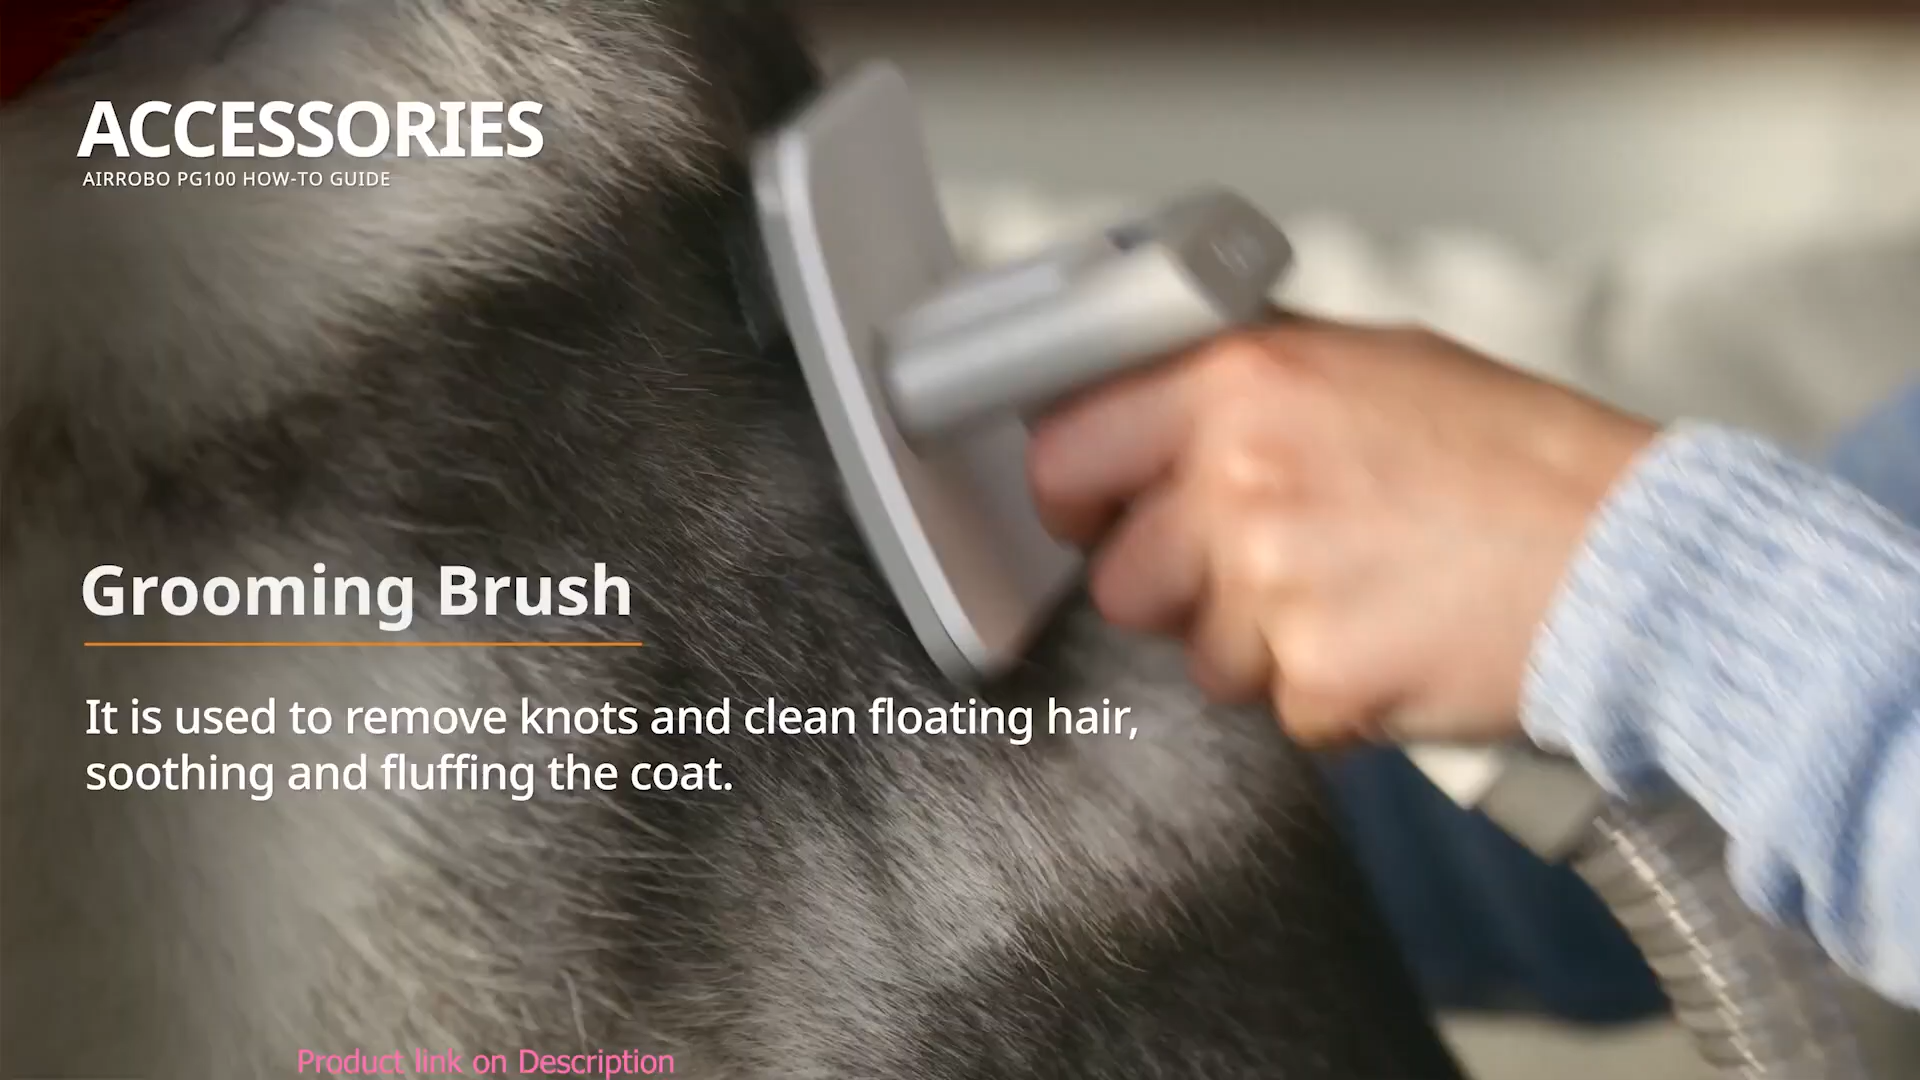 ACCESSORIES
AIRROBO PG100 HOW-TO GUIDE
Grooming Brush
It is used to remove knots and clean floating hair,
soothing and fluffing the coat.
Product link on Description